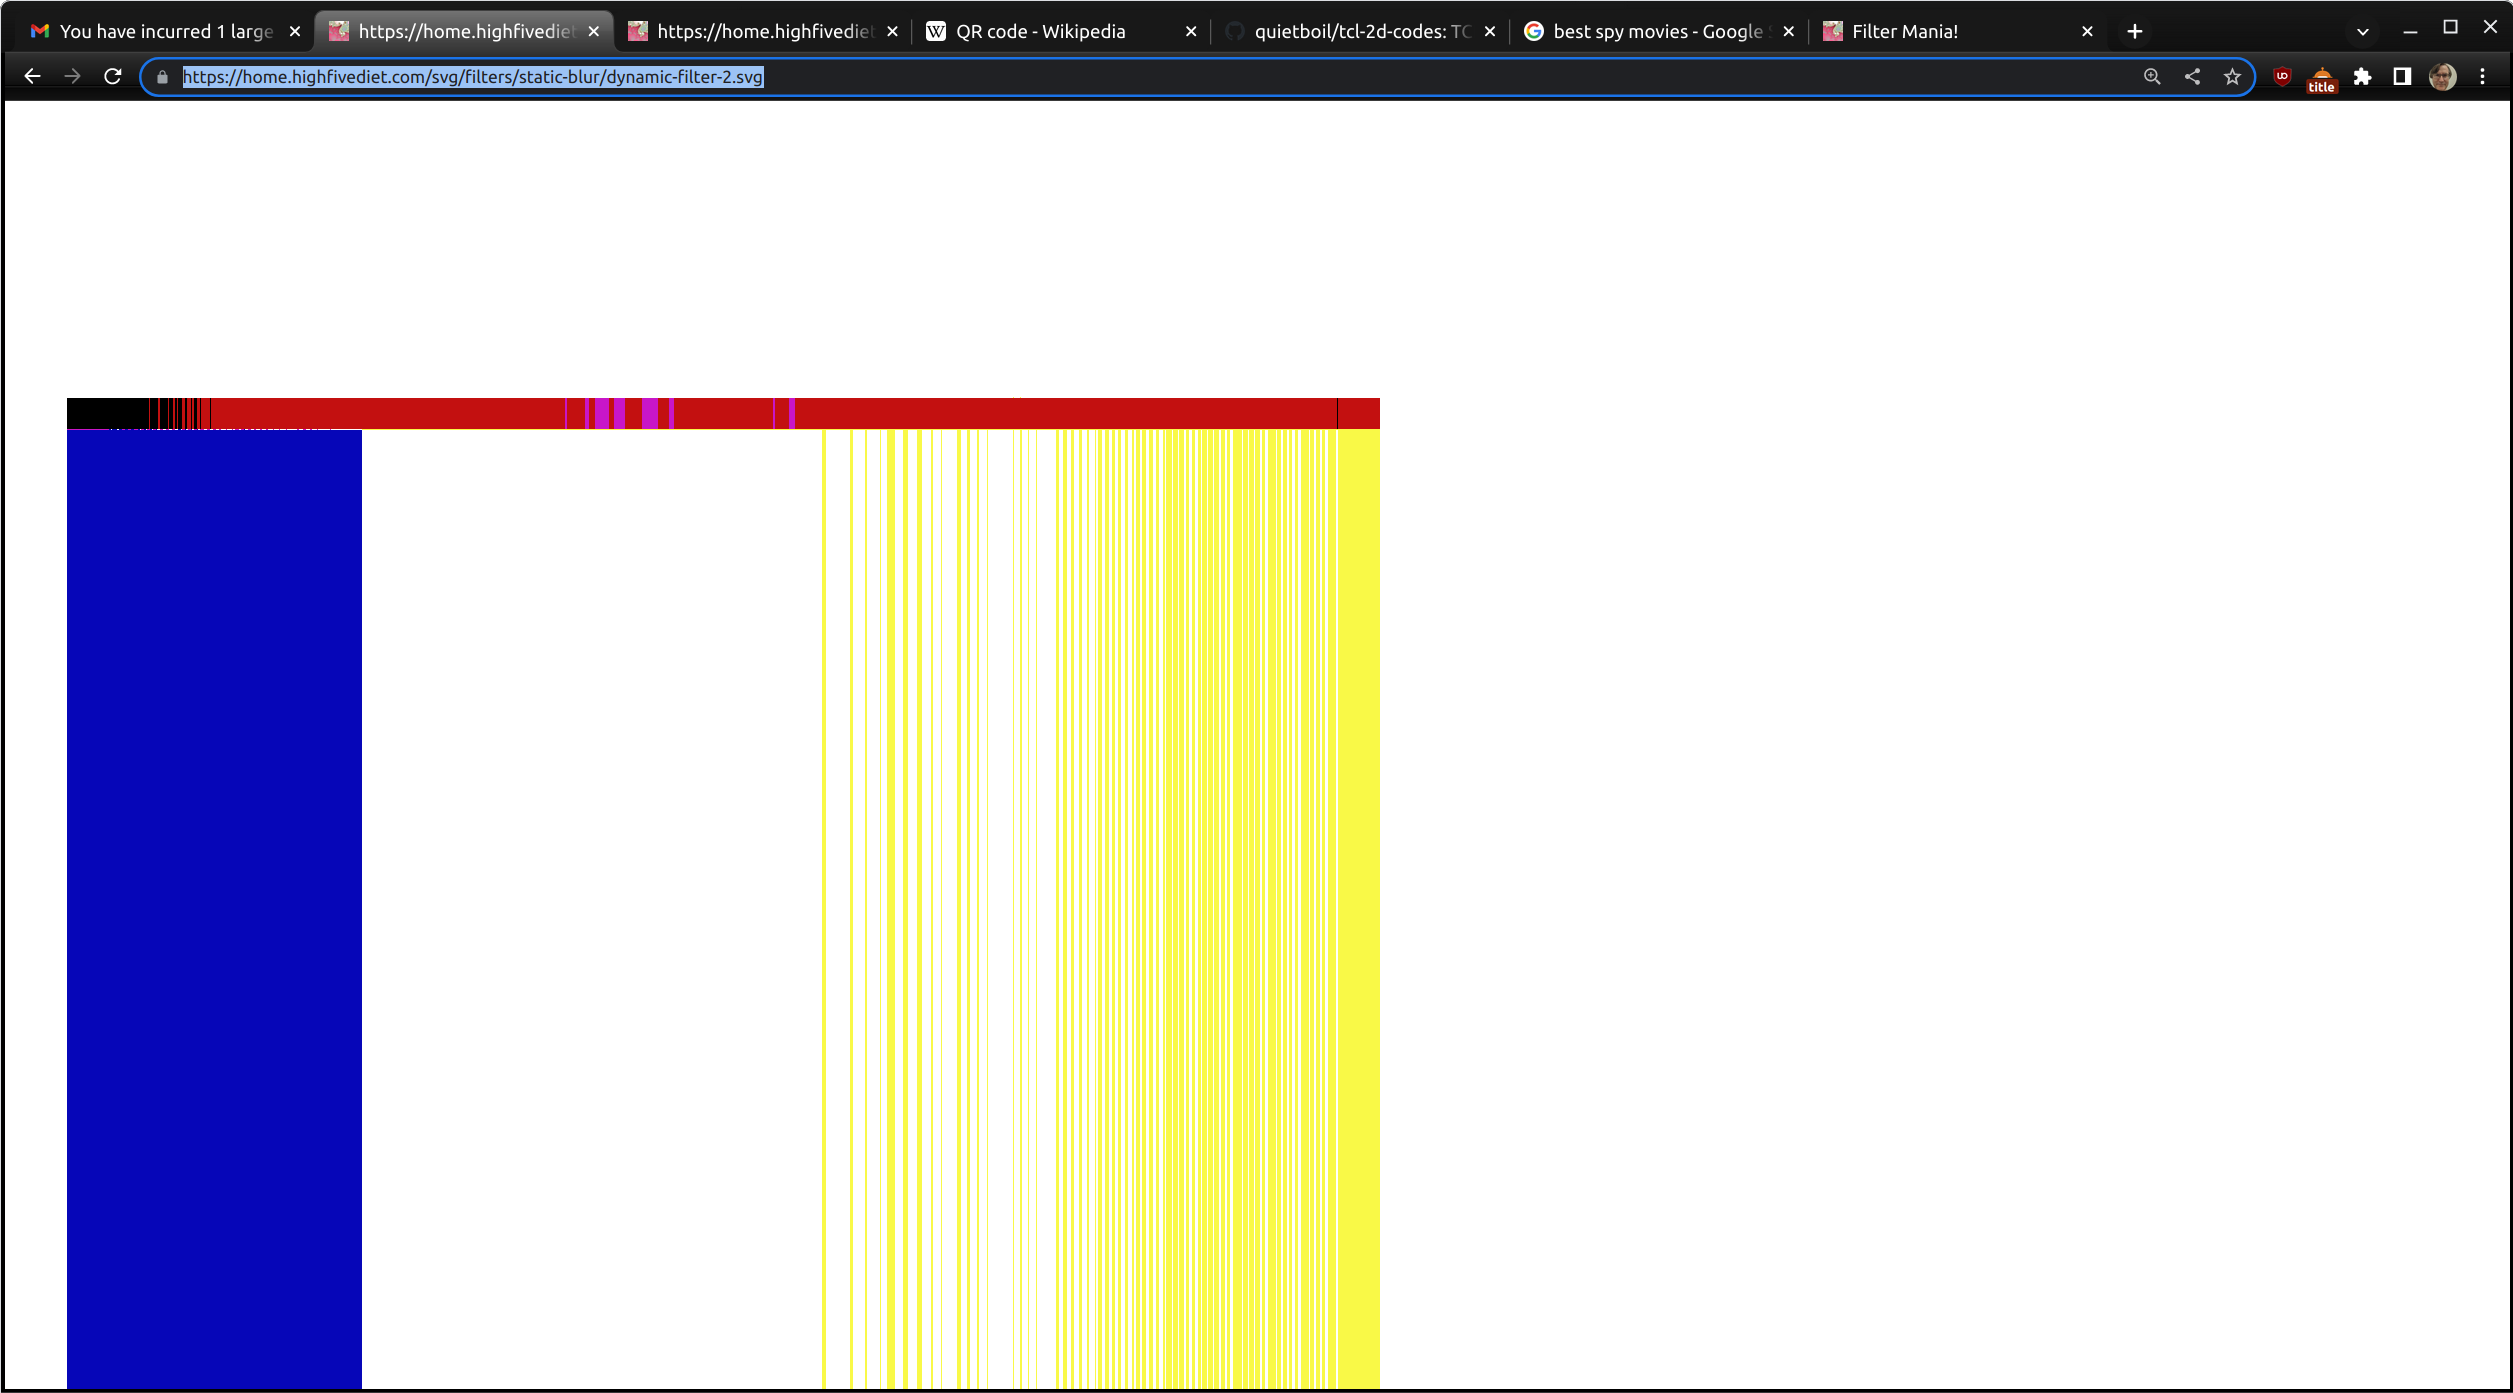 You have incurred 1 large
https://home.highfivediet
https://home.highfivediet
QR code - Wikipedia
quietboil/tcl-2d-codes: TC
best spy movies - Google S
Filter Mania!
https://home.highfivediet.com/svg/filters/static-blur/dynamic-filter-2.svg
title